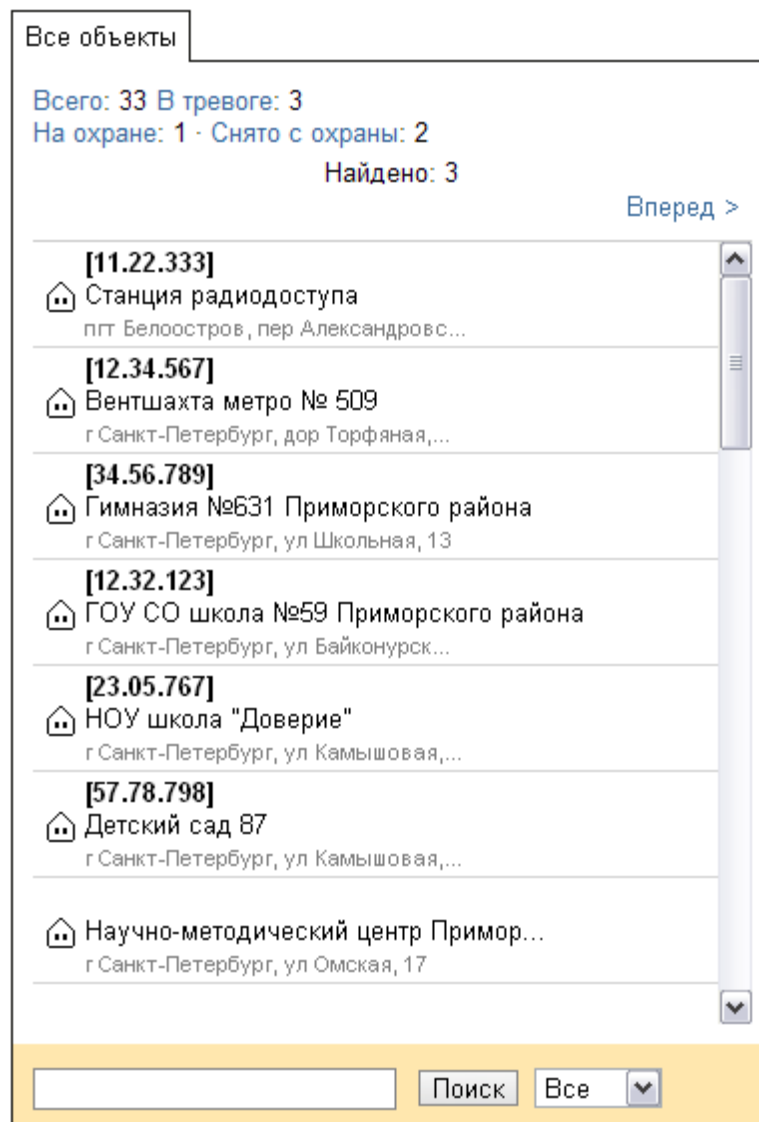 Все объекты
Всего: 33 В тревоге: 3
На охране: 1 · Снято с охраны: 2
Найдено: 3
Вперед >
[11.22.333]
Станция радиодоступа
пгт Белоостров, пер Александровс...
[12.34.567]
Вентшахта метро № 509
г Санкт-Петербург, дор Торфяная,...
[34.56.789]
Гимназия №631 Приморского района
г Санкт-Петербург, ул Школьная, 13
[12.32.123]
ГОУ СО школа №59 Приморского района
г Санкт-Петербург, ул Байконурск...
[23.05.767]
НОУ школа "Доверие"
г Санкт-Петербург, ул Камышовая,...
[57.78.798]
Детский сад 87
г Санкт-Петербург, ул Камышовая,...
Научно-методический центр Примор...
г Санкт-Петербург, ул Омская, 17
Поиск Все